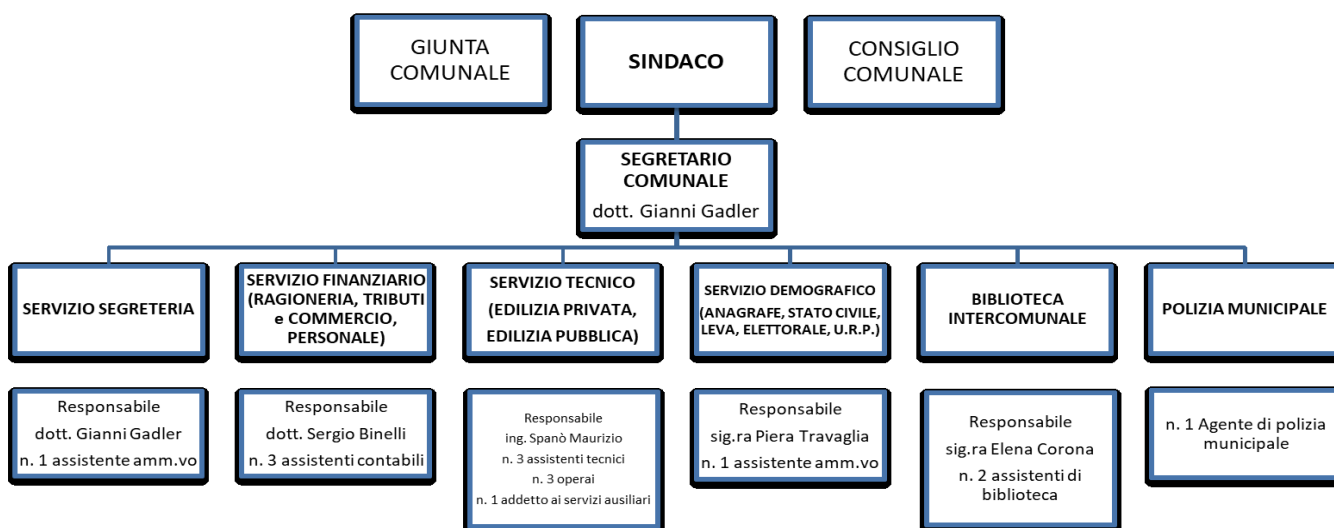 GIUNTA
COMUNALE
SINDACO
CONSIGLIO
COMUNALE
SEGRETARIO
COMUNALE
dott. Gianni Gadler
SERVIZIO SEGRETERIA
SERVIZIO FINANZIARIO
(RAGIONERIA, TRIBUTI
e COMMERCIO,
PERSONALE)
SERVIZIO TECNICO
(EDILIZIA PRIVATA,
EDILIZIA PUBBLICA)
SERVIZIO DEMOGRAFICO
(ANAGRAFE, STATO CIVILE,
LEVA, ELETTORALE, U.R.P.)
BIBLIOTECA
INTERCOMUNALE
POLIZIA MUNICIPALE
Responsabile
dott. Gianni Gadler
n. 1 assistente amm.vo
Responsabile
dott. Sergio Binelli
n. 3 assistenti contabili
Responsabile
ing. Spanò Maurizio
n. 3 assistenti tecnici
n. 3 operai
n. 1 addetto ai servizi ausiliari
Responsabile
sig.ra Piera Travaglia
n. 1 assistente amm.vo
Responsabile
sig.ra Elena Corona
n. 2 assistenti di
biblioteca
n. 1 Agente di polizia
municipale